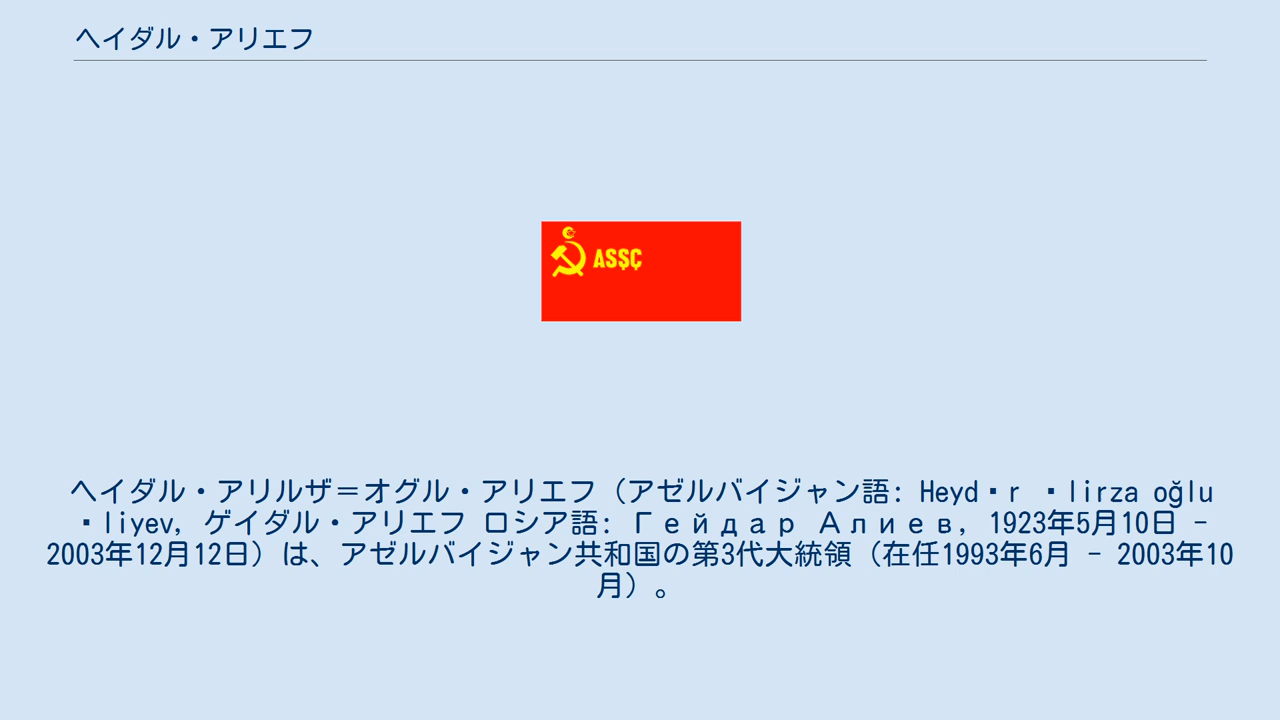 ヘイダル・アリエフ
ASSÇ
ヘイダル・アリルザ＝オグル・アリエフ（アゼルバイジャン語: Heyd▪r ▪lirza oğlu
▪liyev, ゲイダル・アリエフ ロシア語: Гейдар Алиев, 1923年5月10日 -
2003年12月12日）は、アゼルバイジャン共和国の第3代大統領（在任1993年6月 - 2003年10
月）。